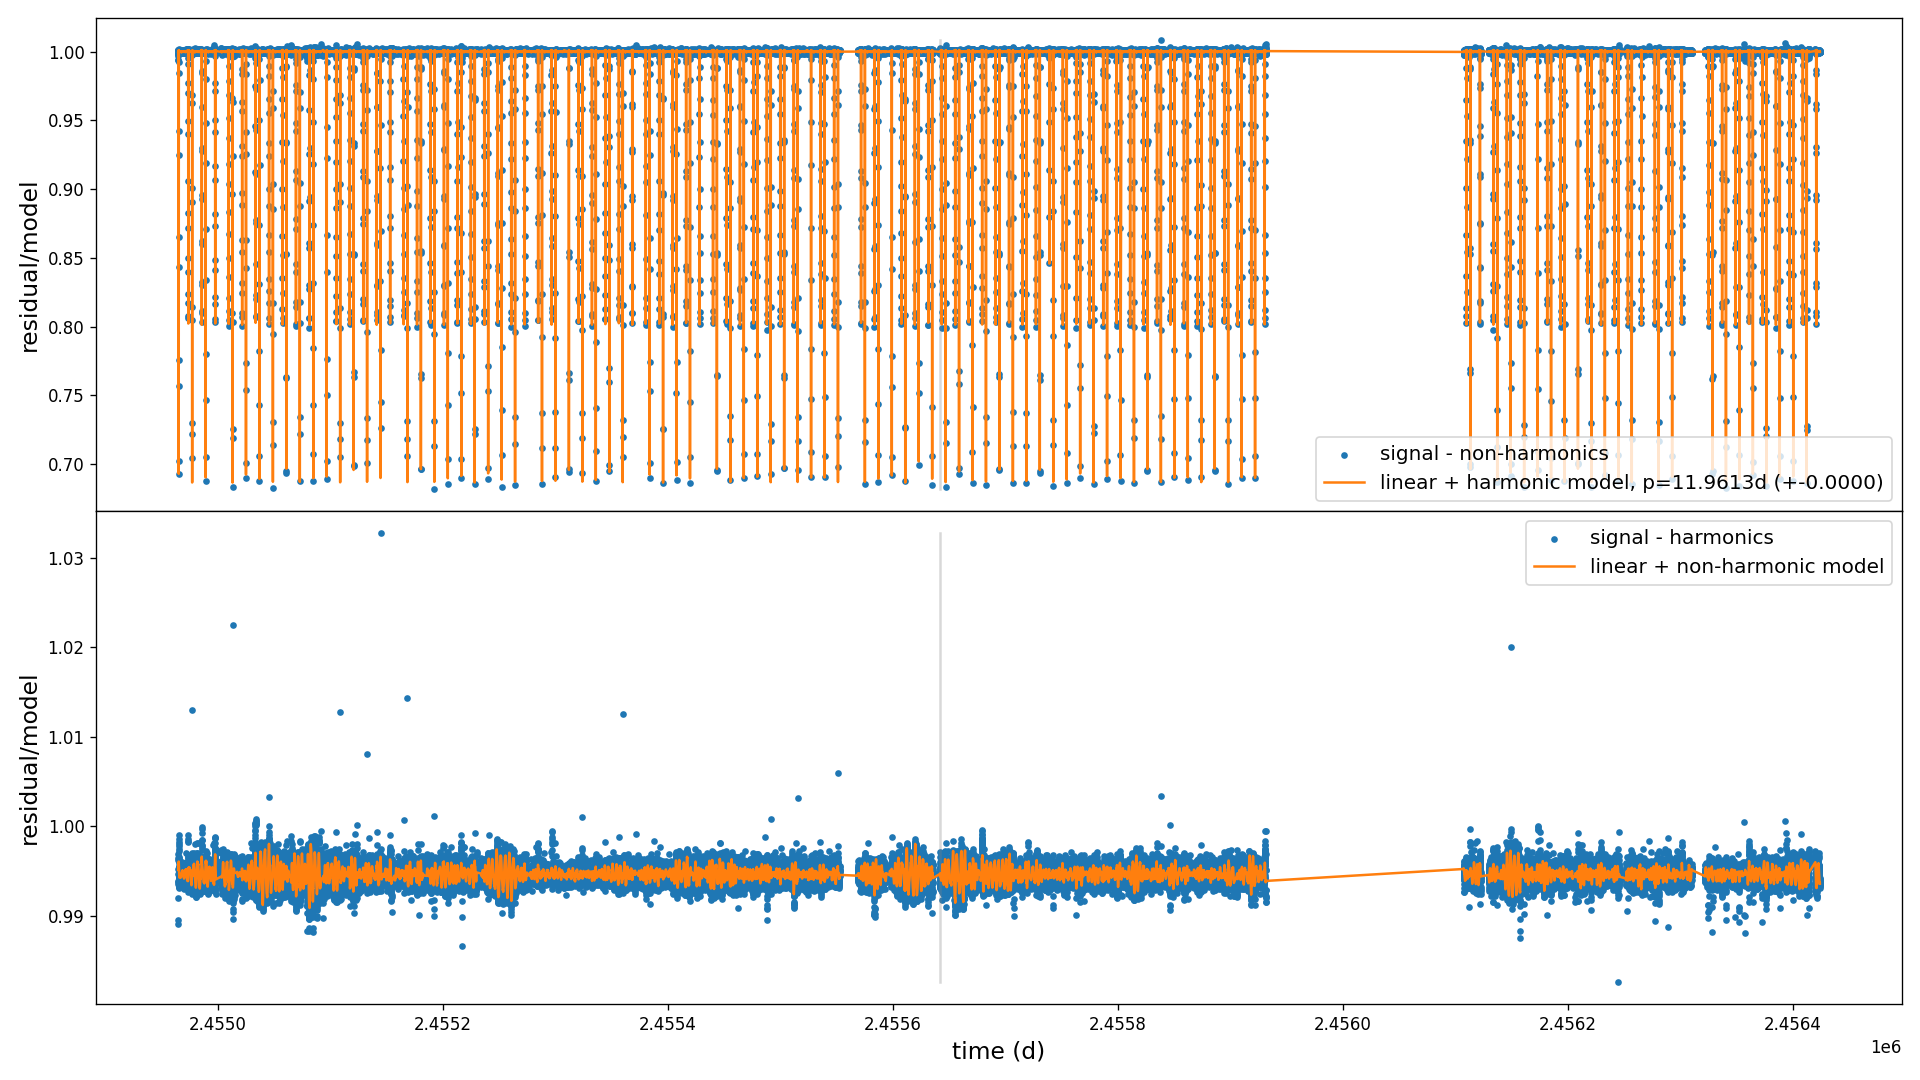 1.00
0.95
0.90
0.85
0.80
0.75
0.70
residual/model
signal - non-harmonics
linear + harmonic model, p=11.9613d (+-0.0000)
1.03
1.02
1.01
1.00
0.99
residual/model
signal - harmonics
linear + non-harmonic model
2.4550 2.4552 2.4554 2.4556 2.4558 2.4560 2.4562 2.4564
1e6
time (d)